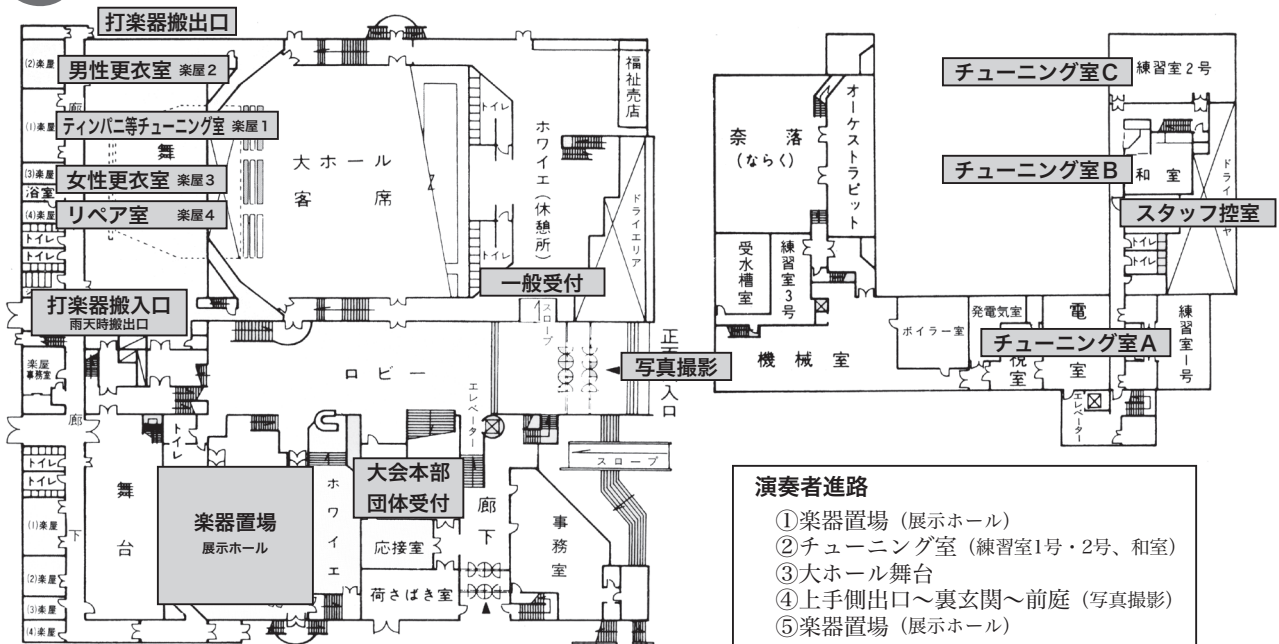 打楽器搬出口
(2)楽屋
男性更衣室 楽屋2
廊
(1)楽屋
ティンパニ等チューニング室 楽屋1
舞
(3)楽屋
女性更衣室 楽屋3
浴室
(4)楽屋
リペア室 楽屋4
トイレ
トイレ
大ホール
客席
トイレ
トイレ
ホワイエ(休憩所)
福祉売店
ドライエリア
一般受付
スロープ
打楽器搬入口
雨天時搬出口
楽屋
事務室
ロビー
エレベーター
写真撮影
正
入口
スロープ
廊
下
トイレ
トイレ
トイレ
(1)楽屋
(2)楽屋
(3)楽屋
(4)楽屋
舞台
楽器置場
展示ホール
ホワイエ
大会本部
団体受付
応接室
荷さばき室
廊下
事務室
奈落
(ならく)
オーケストラピット
受水槽室
練習室3号
機械室
ボイラー室
発電気室
視室
電
室
チューニング室A
エレベーター
練習室1号
チューニング室C
練習室2号
チューニング室B
和室
スタッフ控室
ドライ
ヤ
トイレ
トイレ
演奏者進路
①楽器置場(展示ホール)
②チューニング室(練習室1号・2号、和室)
③大ホール舞台
④上手側出口~裏玄関~前庭(写真撮影)
⑤楽器置場(展示ホール)